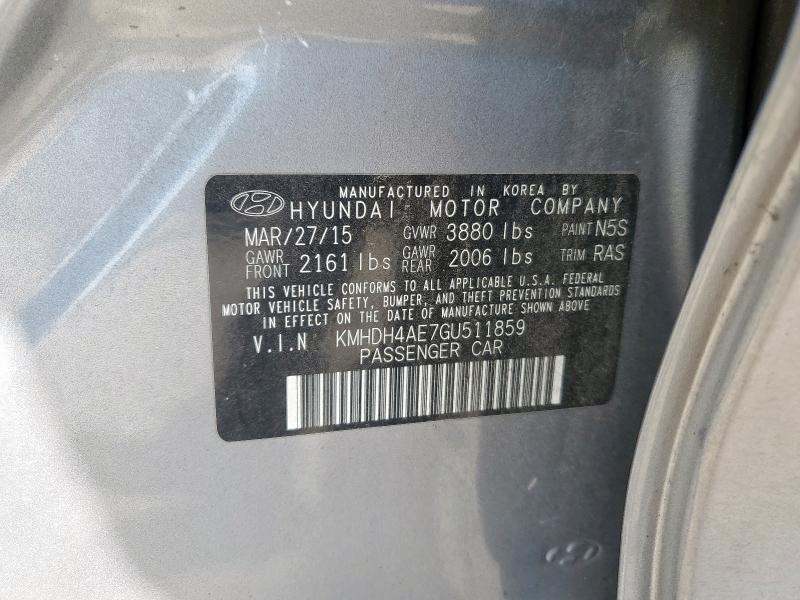 MANUFACTURED IN KOREA BY
HYUNDAI MOTOR COMPANY
MAR/27/15 GVWR 3880 lbs PAINT N5S
GAWR FRONT 2161 lbs GAWR REAR 2006 lbs TRIM RAS
THIS VEHICLE CONFORMS TO ALL APPLICABLE U.S.A. FEDERAL
MOTOR VEHICLE SAFETY, BUMPER, AND THEFT PREVENTION STANDARDS
IN EFFECT ON THE DATE OF MANUFACTURE SHOWN ABOVE
V.I.N KMHDH4AE7GU511859
PASSENGER CAR